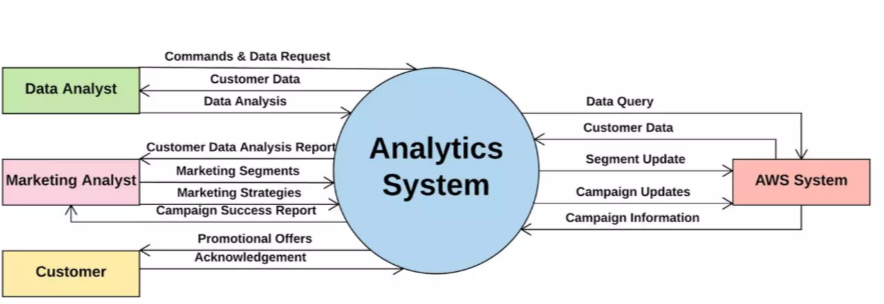 Commands & Data Request
Data Analyst
Customer Data
Data Analysis
Customer Data Analysis Report
Marketing Analyst
Marketing Segments
Marketing Strategies
Campaign Success Report
Promotional Offers
Customer
Acknowledgement
Analytics
System
Data Query
Customer Data
Segment Update
AWS System
Campaign Updates
Campaign Information